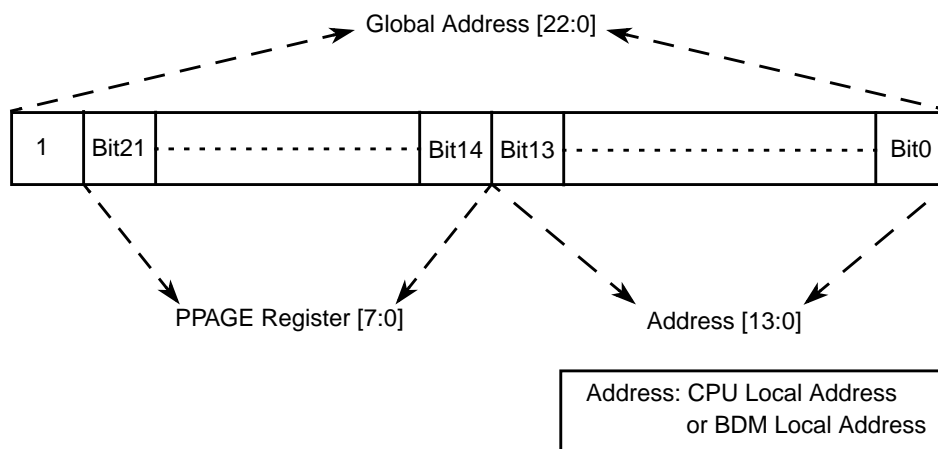 Global Address [22:0]
1 Bit21 Bit14 Bit13 Bit0
PPAGE Register [7:0] Address [13:0]
Address: CPU Local Address
or BDM Local Address